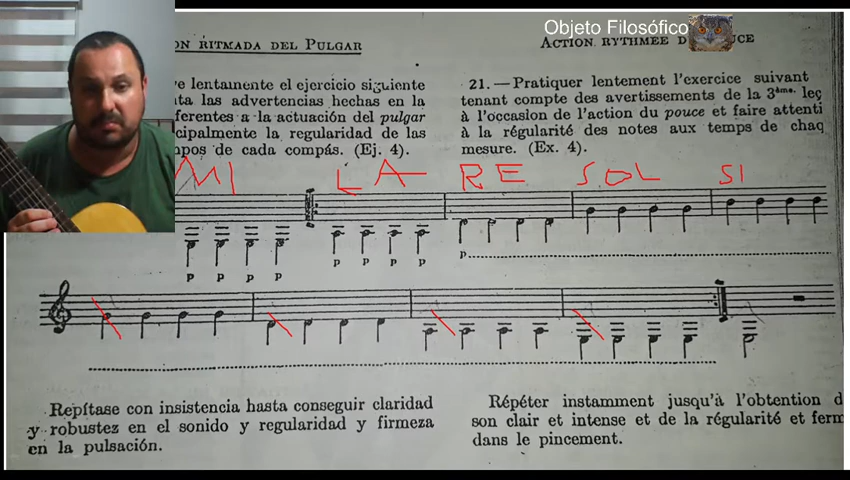 Objeto Filosófico
ON RITMADA DEL PULGAR
ACTION RYTHMÉE D UCE
e lentamente el ejercicio siguiente
ta las advertencias hechas en la
ferentes a la actuación del pulgar
cipalmente la regularidad de las
mpos de cada compás. (Ej. 4).
21. — Pratiquer lentement l'exercice suivant
tenant compte des avertissements de la 3ème. leç
à l'occasion de l'action du pouce et faire attenti
à la régularité des notes aux temps de chaq
mesure. (Ex. 4).
MI LA RE SOL SI
p p p p p p p p p
Repítase con insistencia hasta conseguir claridad
y robustez en el sonido y regularidad y firmeza
en la pulsación.
Répéter instamment jusqu'à l'obtention d
son clair et intense et de la régularité et ferm
dans le pincement.